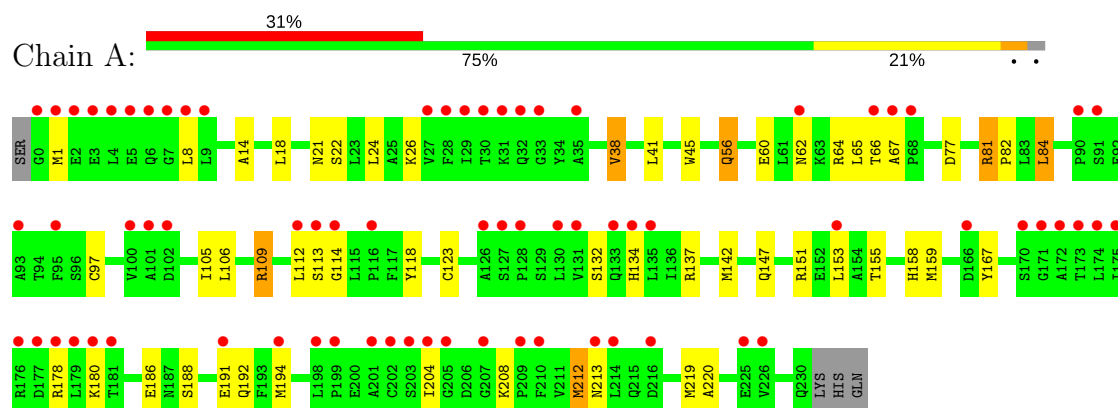 31%
Chain A:
75% 21%
SER G0 M1 E2 E3 L4 E5 Q6 G7 L8 L9 A14 L18 N21 S22 L23 L24 A25 K26 V27 F28 I29 T30 K31 Q32 G33 Y34 A35 V38 L41 W45 Q56 E60 L61 N62 K63 R64 L65 T66 A67 P68 D77 R81 P82 L83 L84 P90 S91
A93 T94 F95 S96 C97 V100 A101 D102 I105 L106 R109 L112 S113 G114 L115 P116 F117 Y118 C123 A126 S127 P128 S129 L130 V131 S132 Q133 H134 L135 I136 R137 M142 Q147 R151 E152 L153 A154 T155 H158 M159 D166 Y167 S170 G171 A172 T173 L174
R176 D177 R178 L179 K180 T181 E186 N187 S188 E191 Q192 F193 M194 L198 P199 E200 A201 C202 S203 I204 G205 D206 G207 K208 P209 F210 V211 M212 N213 L214 Q215 D216 M219 A220 E225 V226 Q230 LYS HIS GLN